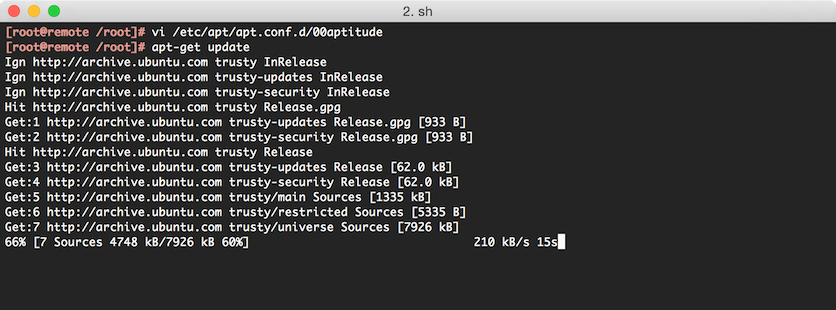 2. sh
[root@remote /root]# vi /etc/apt/apt.conf.d/00aptitude
[root@remote /root]# apt-get update
Ign http://archive.ubuntu.com trusty InRelease
Ign http://archive.ubuntu.com trusty-updates InRelease
Ign http://archive.ubuntu.com trusty-security InRelease
Hit http://archive.ubuntu.com trusty Release.gpg
Get:1 http://archive.ubuntu.com trusty-updates Release.gpg [933 B]
Get:2 http://archive.ubuntu.com trusty-security Release.gpg [933 B]
Hit http://archive.ubuntu.com trusty Release
Get:3 http://archive.ubuntu.com trusty-updates Release [62.0 kB]
Get:4 http://archive.ubuntu.com trusty-security Release [62.0 kB]
Get:5 http://archive.ubuntu.com trusty/main Sources [1335 kB]
Get:6 http://archive.ubuntu.com trusty/restricted Sources [5335 B]
Get:7 http://archive.ubuntu.com trusty/universe Sources [7926 kB]
66% [7 Sources 4748 kB/7926 kB 60%] 210 kB/s 15s